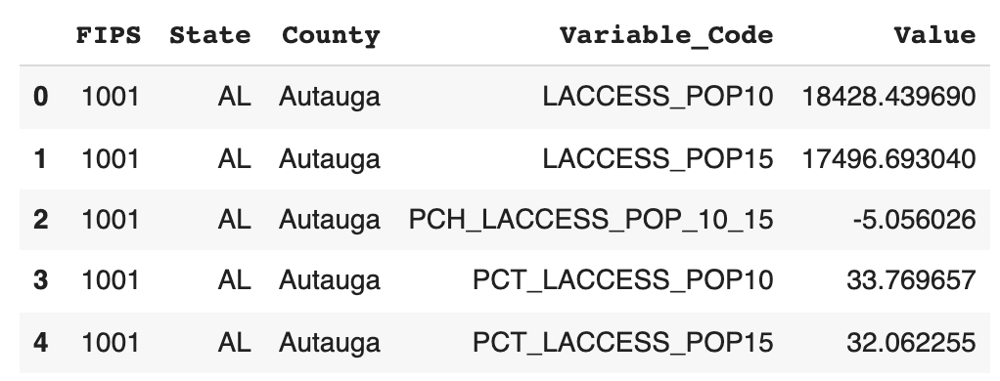 FIPS State County Variable_Code Value
0 1001 AL Autauga LACCESS_POP10 18428.439690
1 1001 AL Autauga LACCESS_POP15 17496.693040
2 1001 AL Autauga PCH_LACCESS_POP_10_15 -5.056026
3 1001 AL Autauga PCT_LACCESS_POP10 33.769657
4 1001 AL Autauga PCT_LACCESS_POP15 32.062255